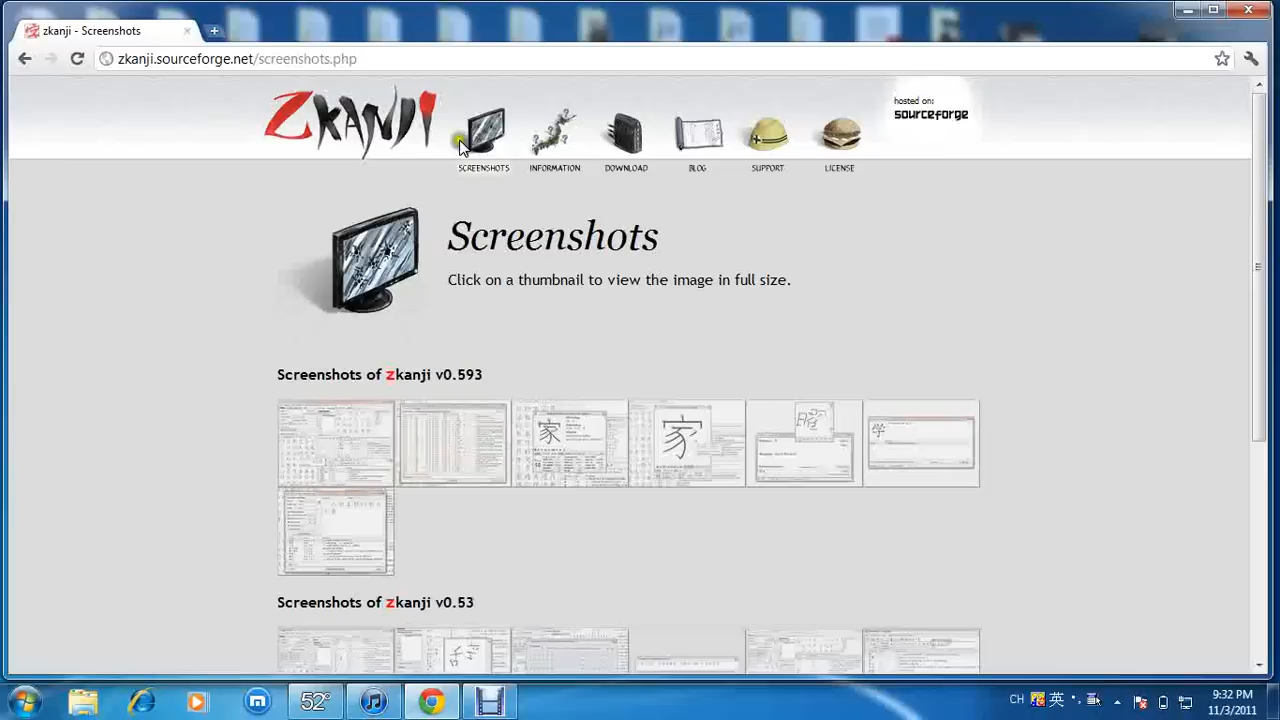 zkanji - Screenshots
zkanji.sourceforge.net/screenshots.php
ZKANJI
hosted on:
sourceforge
SCREENSHOTS INFORMATION DOWNLOAD BLOG SUPPORT LICENSE
Screenshots
Click on a thumbnail to view the image in full size.
Screenshots of zkanji v0.593
家 家 学
Screenshots of zkanji v0.53
52°
CH 英 9:32 PM
11/3/2011